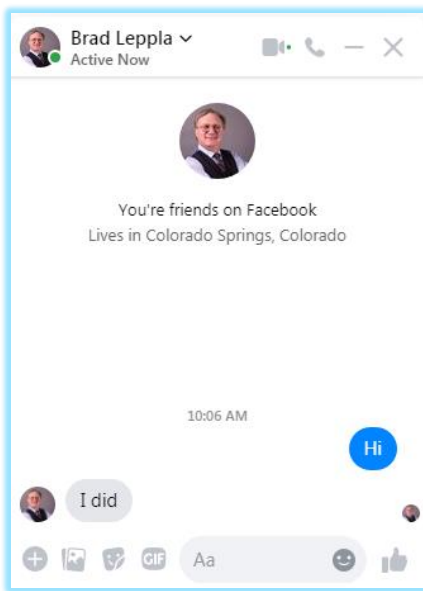 Brad Leppla
Active Now
You're friends on Facebook
Lives in Colorado Springs, Colorado
10:06 AM
Hi
I did
GIF
Aa